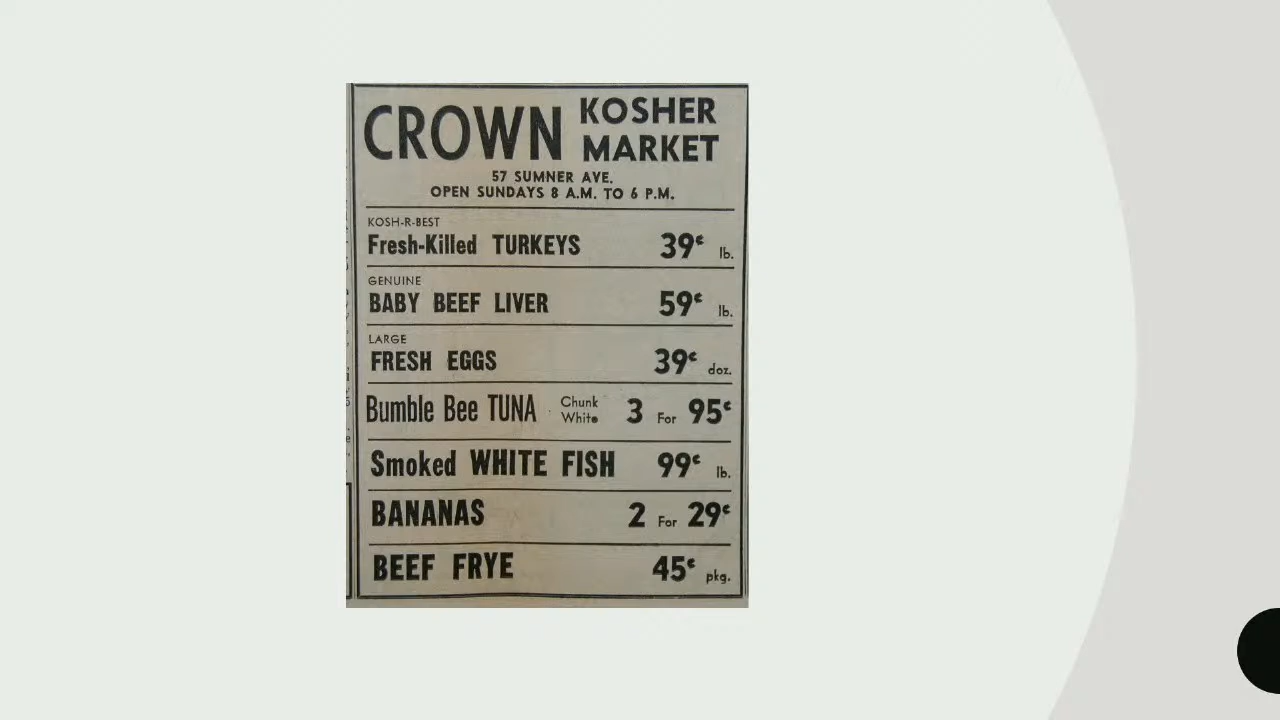 CROWN KOSHER MARKET
57 SUMNER AVE.
OPEN SUNDAYS 8 A.M. TO 6 P.M.
KOSH-R-BEST
Fresh-Killed TURKEYS 39¢ lb.
GENUINE
BABY BEEF LIVER 59¢ lb.
LARGE
FRESH EGGS 39¢ doz.
Bumble Bee TUNA Chunk White 3 For 95¢
Smoked WHITE FISH 99¢ lb.
BANANAS 2 For 29¢
BEEF FRYE 45¢ pkg.